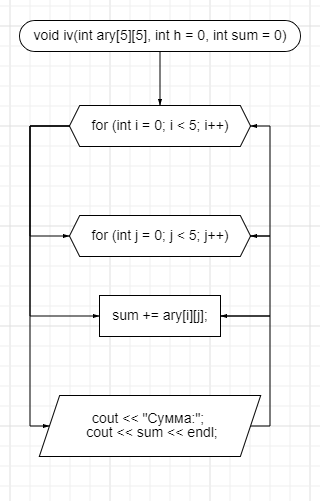 void iv(int ary[5][5], int h = 0, int sum = 0)
for (int i = 0; i < 5; i++)
for (int j = 0; j < 5; j++)
sum += ary[i][j];
cout << "Сумма:";
cout << sum << endl;